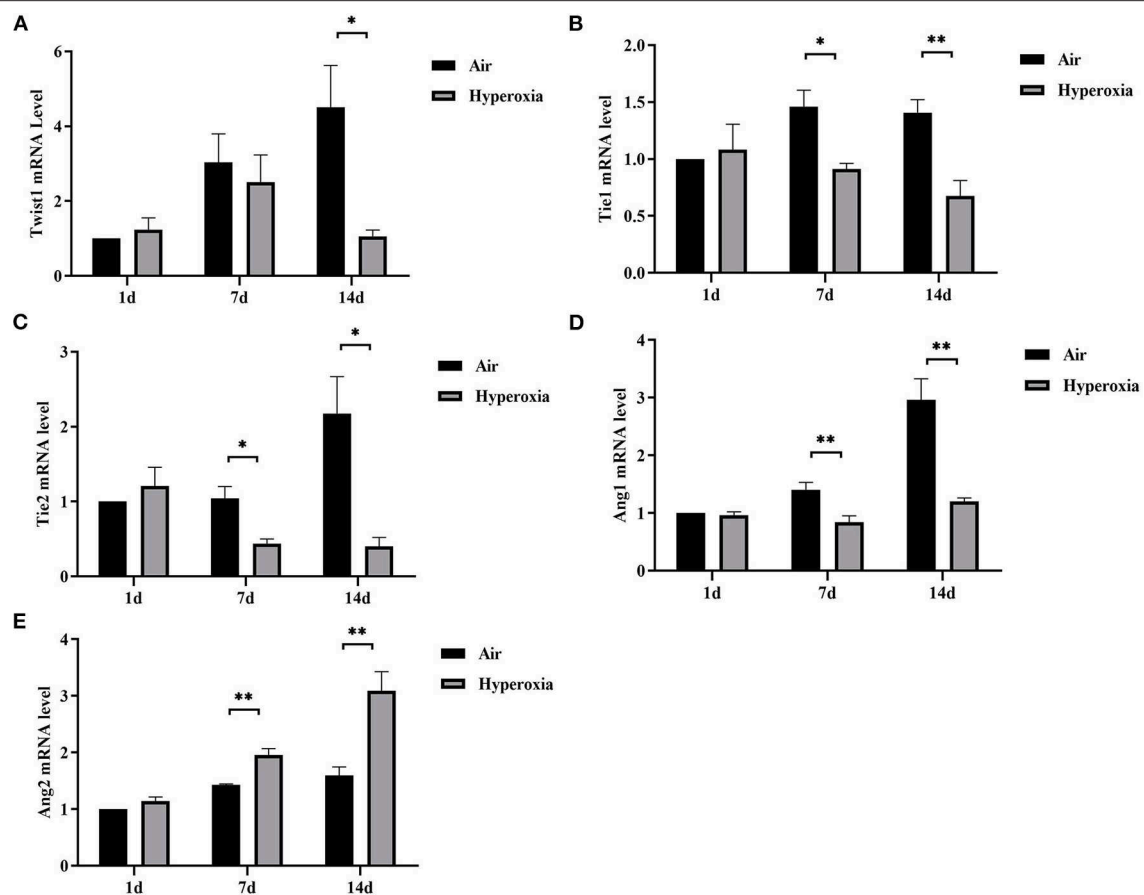 A
Twist1 mRNA Level
6
4
2
0
*
1d 7d 14d
Air
Hyperoxia
B
Tie1 mRNA level
2.0
1.5
1.0
0.5
0.0
* **
1d 7d 14d
Air
Hyperoxia
C
Tie2 mRNA level
3
2
1
0
* *
1d 7d 14d
Air
Hyperoxia
D
Ang1 mRNA level
4
3
2
1
0
** **
1d 7d 14d
Air
Hyperoxia
E
Ang2 mRNA level
4
3
2
1
0
** **
1d 7d 14d
Air
Hyperoxia